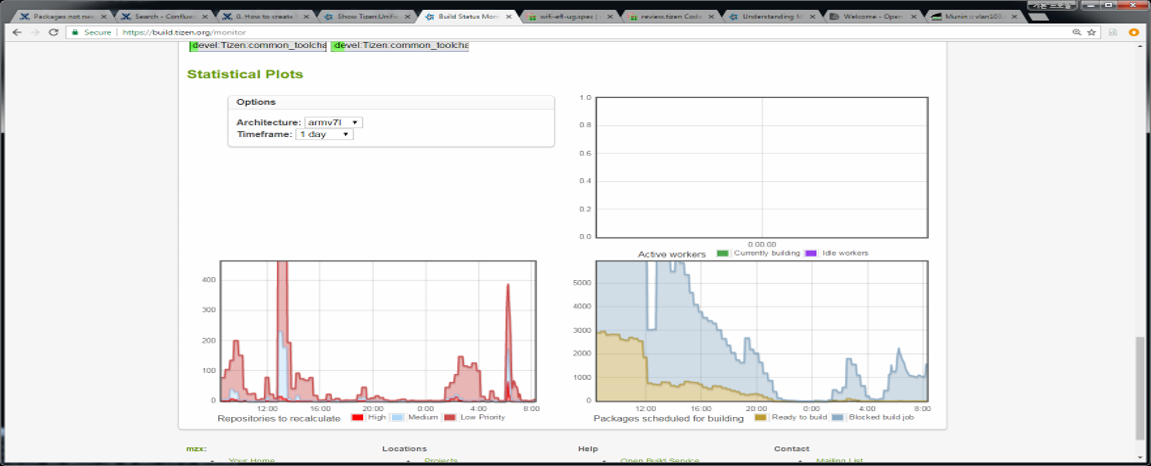 Packages not nee
Search - Conflue
0. How to create
Show Tizen:Unifi
Build Status Mon
wifi-efl-ug.spec |
review.tizen Code
Understanding M
Welcome - Open
Munin :: vlan100.
Secure | https://build.tizen.org/monitor
devel:Tizen:common_toolcha devel:Tizen:common_toolcha
Statistical Plots
Options
Architecture: armv7l
Timeframe: 1 day
1.0
0.8
0.6
0.4
0.2
0.0
0:00:00
Active workers Currently building Idle workers
400
300
200
100
0
12:00 16:00 20:00 0:00 4:00 8:00
Repositories to recalculate High Medium Low Priority
5000
4000
3000
2000
1000
0
12:00 16:00 20:00 0:00 4:00 8:00
Packages scheduled for building Ready to build Blocked build job
mzx: Locations Help Contact
Your Home Projects Open Build Service Mailing List